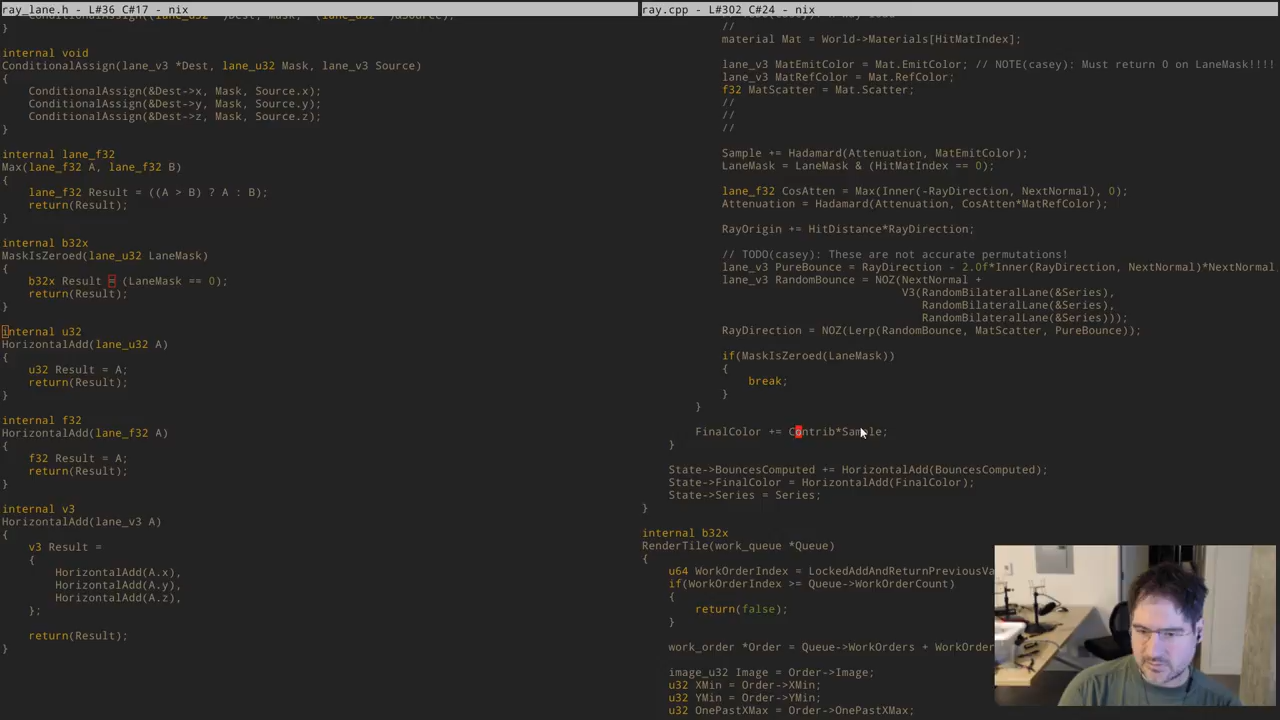 ray_lane.h - L#36 C#17 - nix
}
internal void
ConditionalAssign(lane_v3 *Dest, lane_u32 Mask, lane_v3 Source)
{
    ConditionalAssign(&Dest->x, Mask, Source.x);
    ConditionalAssign(&Dest->y, Mask, Source.y);
    ConditionalAssign(&Dest->z, Mask, Source.z);
}
internal lane_f32
Max(lane_f32 A, lane_f32 B)
{
    lane_f32 Result = ((A > B) ? A : B);
    return(Result);
}
internal b32x
MaskIsZeroed(lane_u32 LaneMask)
{
    b32x Result = (LaneMask == 0);
    return(Result);
}
internal u32
HorizontalAdd(lane_u32 A)
{
    u32 Result = A;
    return(Result);
}
internal f32
HorizontalAdd(lane_f32 A)
{
    f32 Result = A;
    return(Result);
}
internal v3
HorizontalAdd(lane_v3 A)
{
    v3 Result =
    {
        HorizontalAdd(A.x),
        HorizontalAdd(A.y),
        HorizontalAdd(A.z),
    };
    return(Result);
}
ray.cpp - L#302 C#24 - nix
//
material Mat = World->Materials[HitMatIndex];
lane_v3 MatEmitColor = Mat.EmitColor; // NOTE(casey): Must return 0 on LaneMask!!!!
lane_v3 MatRefColor = Mat.RefColor;
f32 MatScatter = Mat.Scatter;
//
//
//
Sample += Hadamard(Attenuation, MatEmitColor);
LaneMask = LaneMask & (HitMatIndex == 0);
lane_f32 CosAtten = Max(Inner(-RayDirection, NextNormal), 0);
Attenuation = Hadamard(Attenuation, CosAtten*MatRefColor);
RayOrigin += HitDistance*RayDirection;
// TODO(casey): These are not accurate permutations!
lane_v3 PureBounce = RayDirection - 2.0f*Inner(RayDirection, NextNormal)*NextNormal
lane_v3 RandomBounce = NOZ(NextNormal +
V3(RandomBilateralLane(&Series),
RandomBilateralLane(&Series),
RandomBilateralLane(&Series)));
RayDirection = NOZ(Lerp(RandomBounce, MatScatter, PureBounce));
if(MaskIsZeroed(LaneMask))
{
    break;
}
}
FinalColor += Contrib*Sample;
}
State->BouncesComputed += HorizontalAdd(BouncesComputed);
State->FinalColor = HorizontalAdd(FinalColor);
State->Series = Series;
}
internal b32x
RenderTile(work_queue *Queue)
{
    u64 WorkOrderIndex =
    if(WorkOrderIndex >= Queue->WorkOrderCount)
    {
        return(false);
    }
    work_order *Order = Queue->WorkOrders +
    image_u32 Image = Order->Image;
    u32 XMin = Order->XMin;
    u32 YMin = Order->YMin;
    u32 OnePastXMax = Order->OnePastXMax;